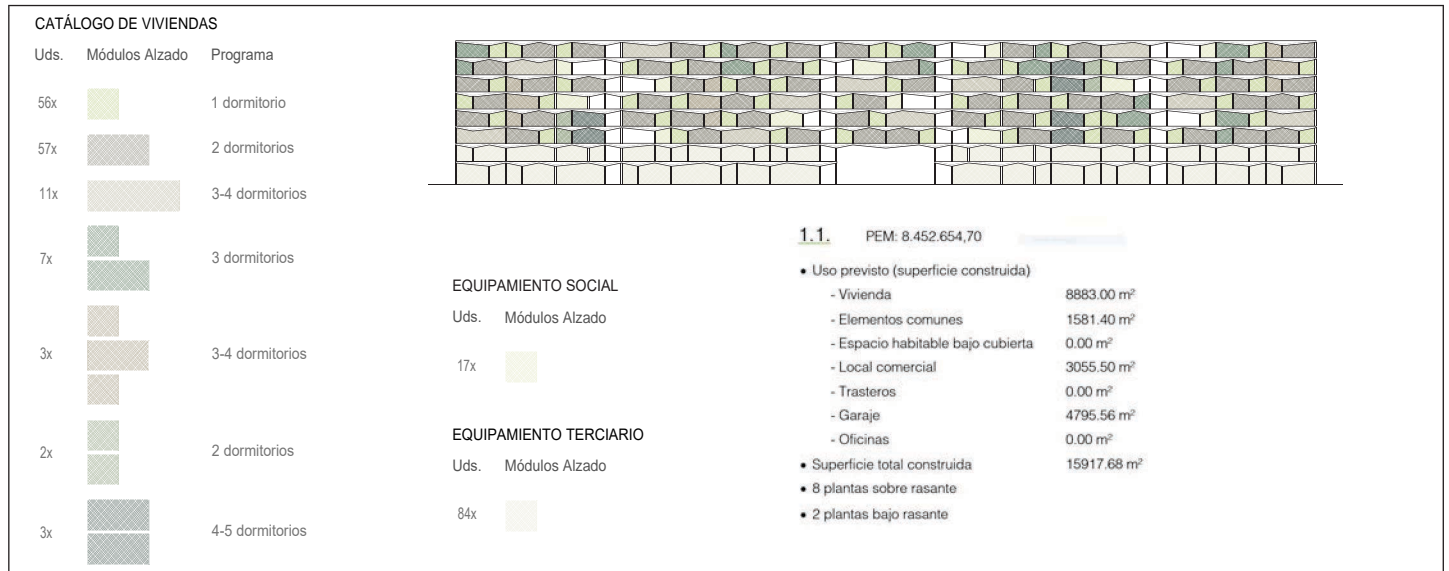 CATÁLOGO DE VIVIENDAS
Uds. Módulos Alzado Programa
56x 1 dormitorio
57x 2 dormitorios
11x 3-4 dormitorios
7x 3 dormitorios
3x 3-4 dormitorios
2x 2 dormitorios
3x 4-5 dormitorios
EQUIPAMIENTO SOCIAL
Uds. Módulos Alzado
17x
EQUIPAMIENTO TERCIARIO
Uds. Módulos Alzado
84x
1.1. PEM: 8.452.654,70
• Uso previsto (superficie construida)
- Vivienda 8883.00 m²
- Elementos comunes 1581.40 m²
- Espacio habitable bajo cubierta 0.00 m²
- Local comercial 3055.50 m²
- Trasteros 0.00 m²
- Garaje 4795.56 m²
- Oficinas 0.00 m²
• Superficie total construida 15917.68 m²
• 8 plantas sobre rasante
• 2 plantas bajo rasante